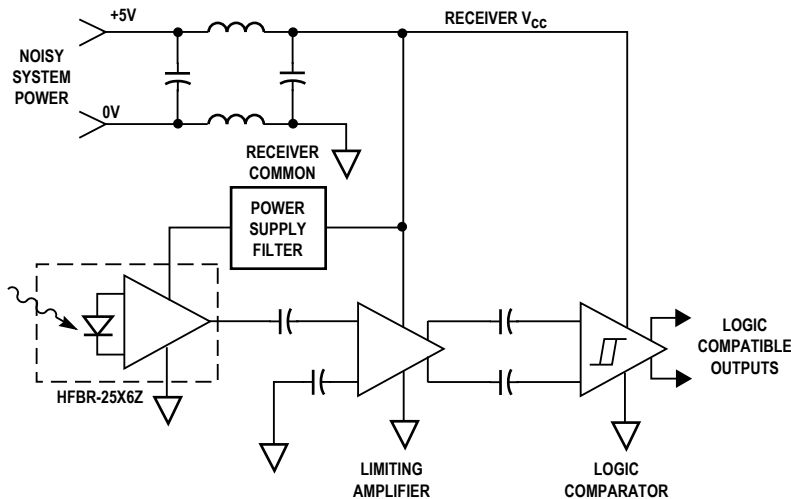 +5V
RECEIVER VCC
NOISY
SYSTEM
POWER
0V
RECEIVER
COMMON
POWER
SUPPLY
FILTER
HFBR-25X6Z
LOGIC
COMPATIBLE
OUTPUTS
LIMITING
AMPLIFIER
LOGIC
COMPARATOR